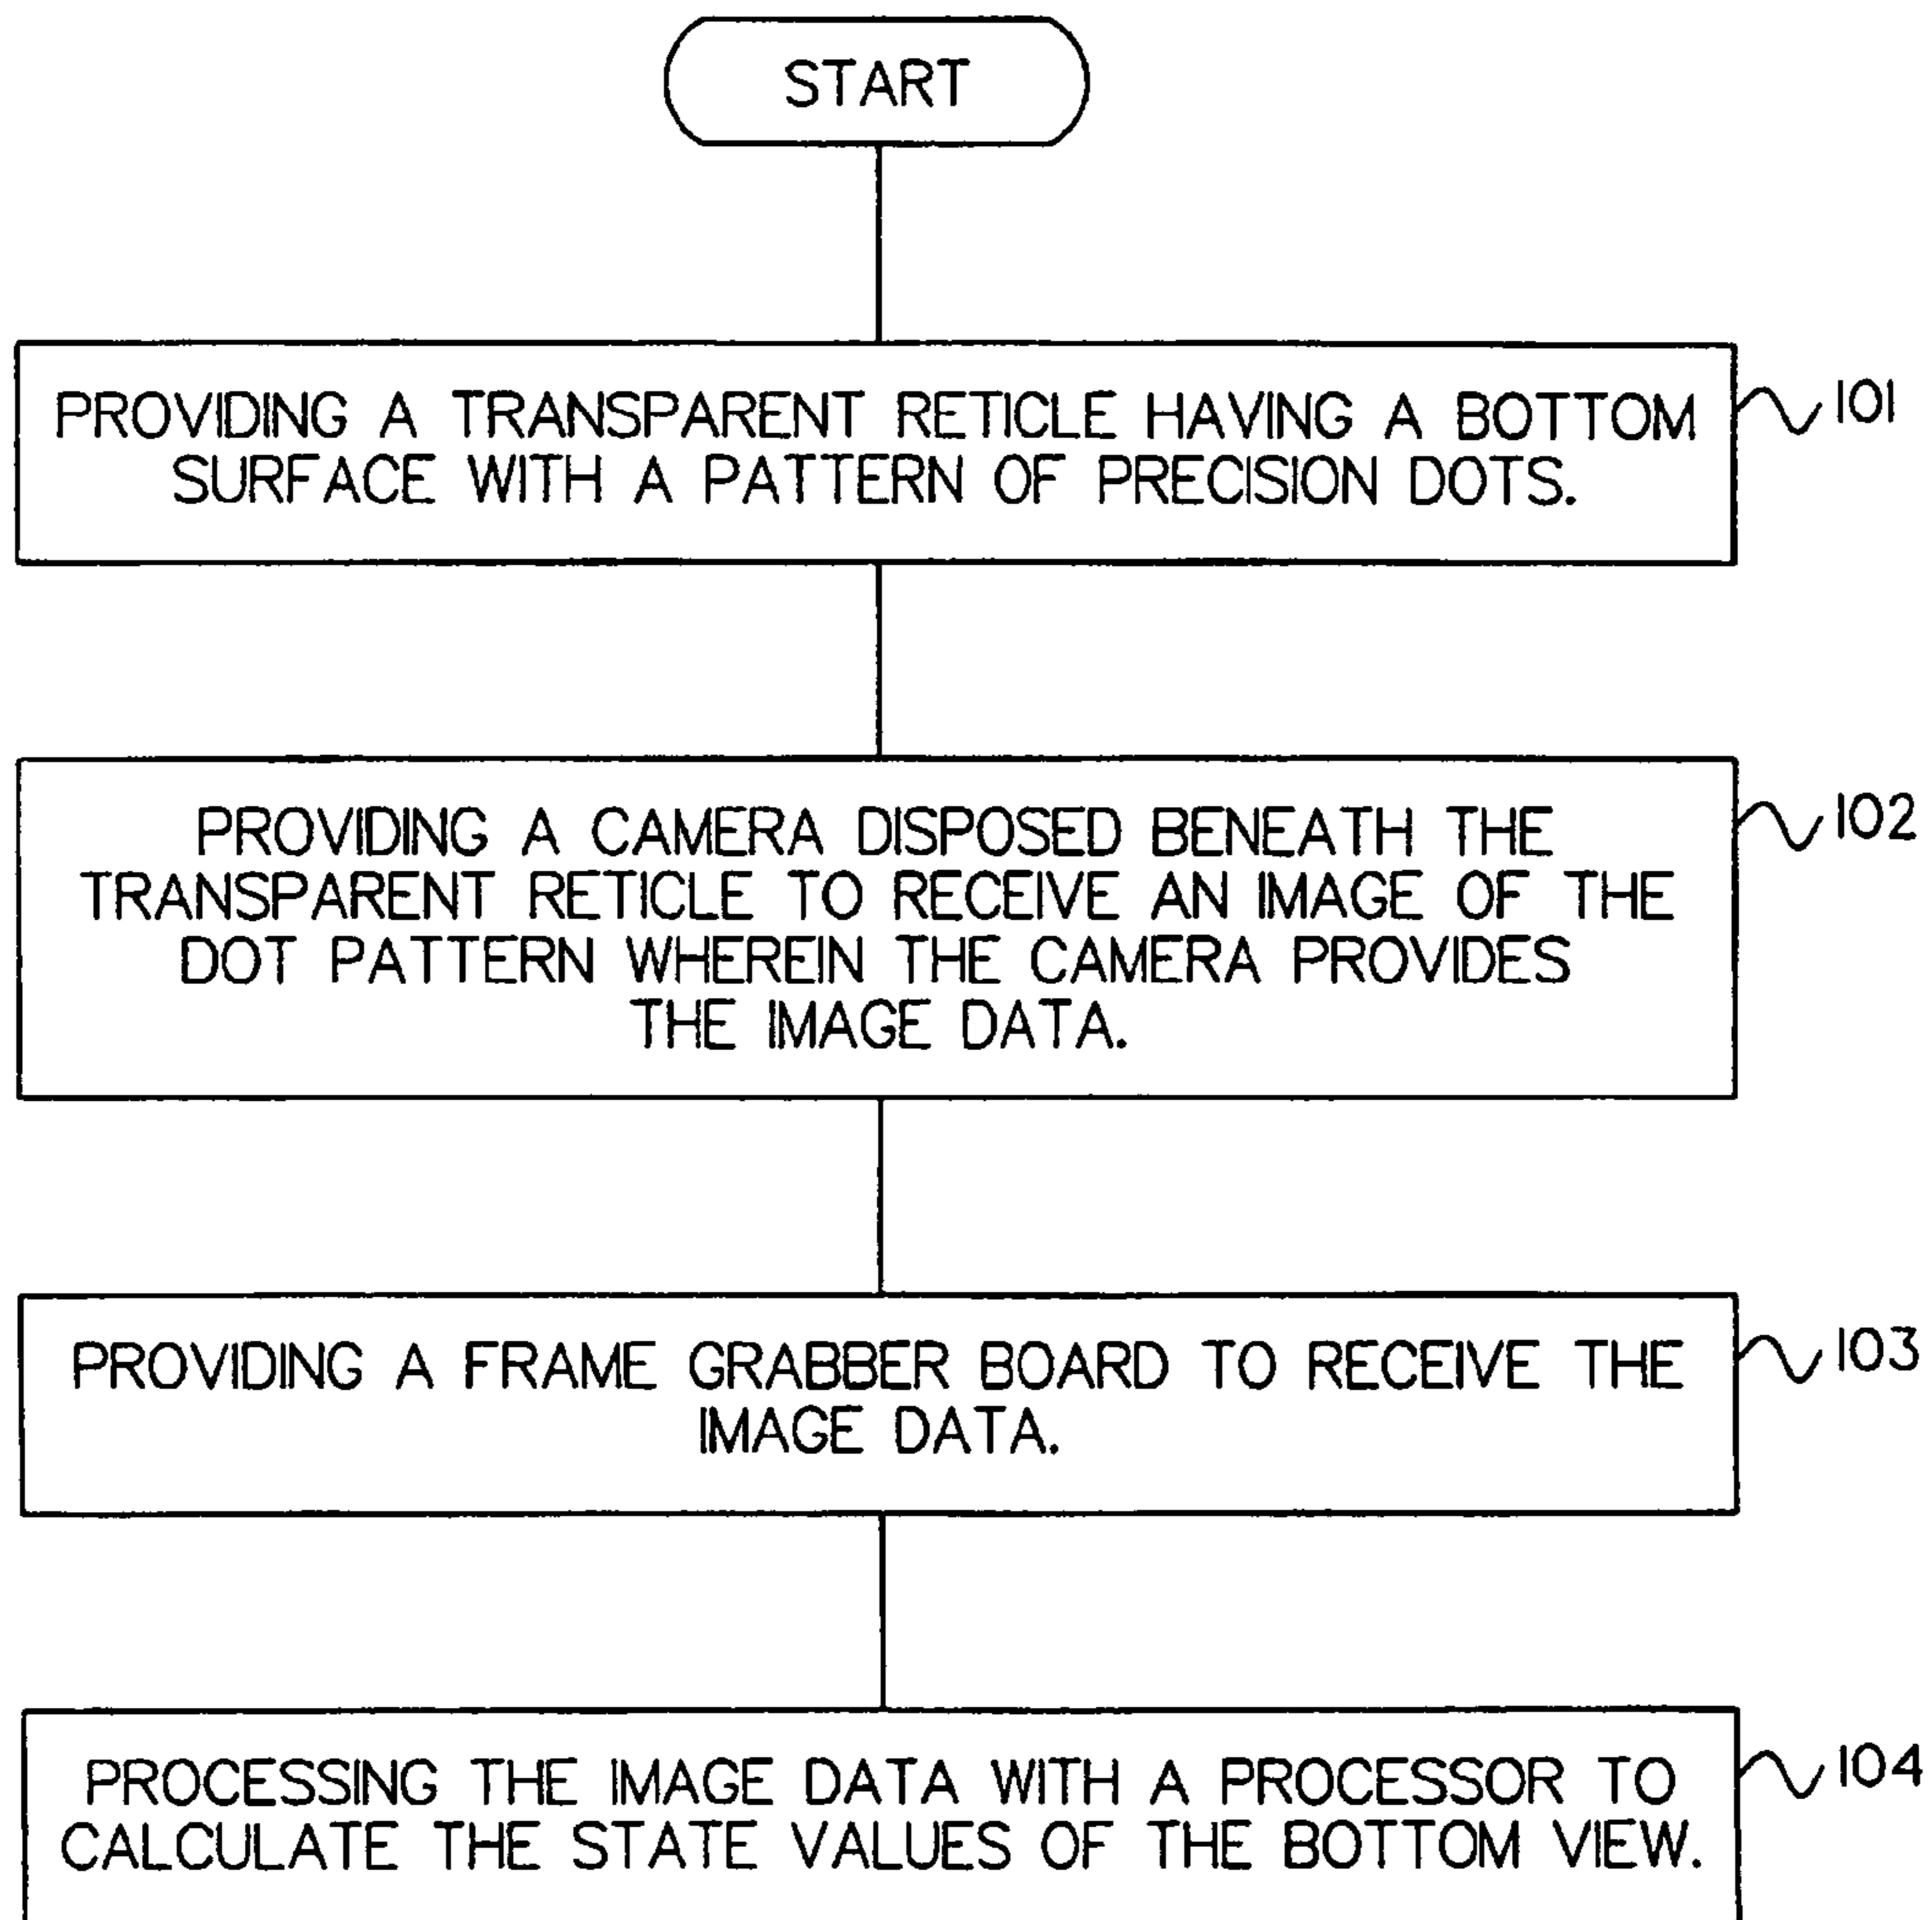 START
PROVIDING A TRANSPARENT RETICLE HAVING A BOTTOM
SURFACE WITH A PATTERN OF PRECISION DOTS.
101
PROVIDING A CAMERA DISPOSED BENEATH THE
TRANSPARENT RETICLE TO RECEIVE AN IMAGE OF THE
DOT PATTERN WHEREIN THE CAMERA PROVIDES
THE IMAGE DATA.
102
PROVIDING A FRAME GRABBER BOARD TO RECEIVE THE
IMAGE DATA.
103
PROCESSING THE IMAGE DATA WITH A PROCESSOR TO
CALCULATE THE STATE VALUES OF THE BOTTOM VIEW.
104